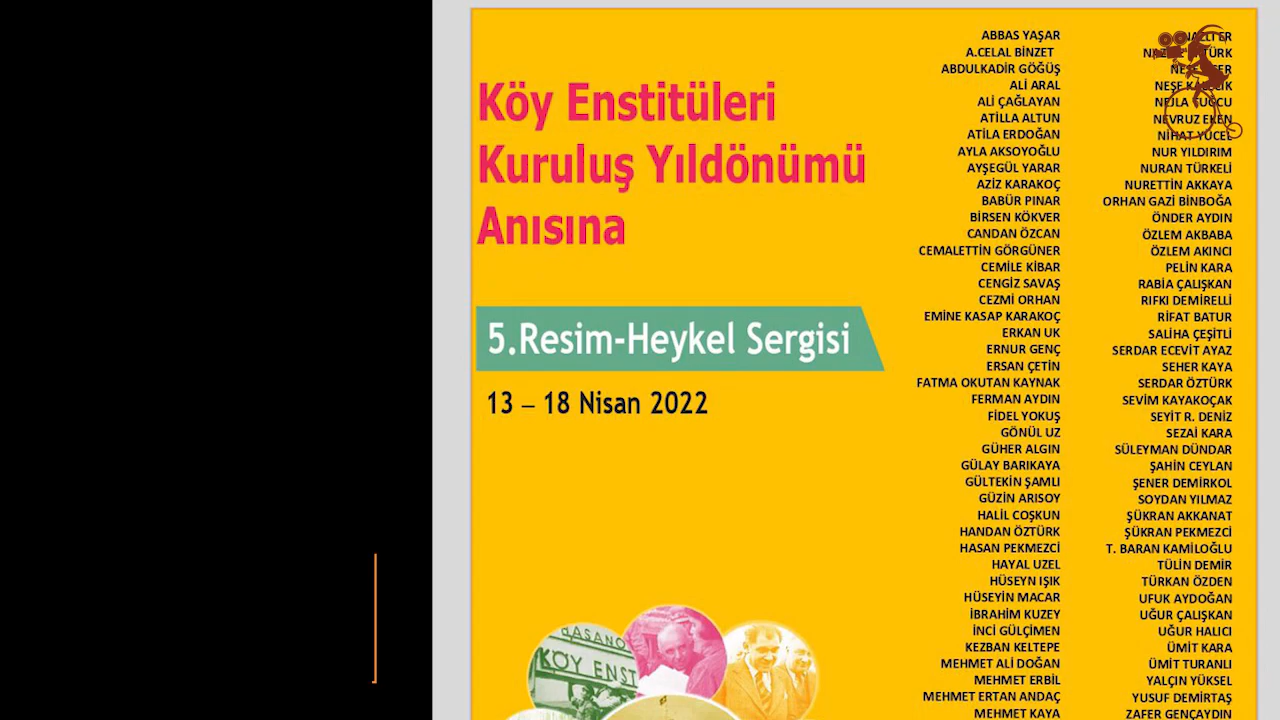 Köy Enstitüleri
Kuruluş Yıldönümü
Anısına
5.Resim-Heykel Sergisi
13 – 18 Nisan 2022
KÖY ENST
ABBAS YAŞAR
A.CELAL BİNZET
ABDULKADİR GÖĞÜŞ
ALİ ARAL
ALİ ÇAĞLAYAN
ATİLLA ALTUN
ATİLA ERDOĞAN
AYLA AKSOYOĞLU
AYŞEGÜL YARAR
AZİZ KARAKOÇ
BABÜR PINAR
BİRSEN KÖKVER
CANDAN ÖZCAN
CEMALETTİN GÖRGÜNER
CEMİLE KİBAR
CENGİZ SAVAŞ
CEZMİ ORHAN
EMİNE KASAP KARAKOÇ
ERKAN UK
ERNUR GENÇ
ERSAN ÇETİN
FATMA OKUTAN KAYNAK
FERMAN AYDIN
FİDEL YOKUŞ
GÖNÜL UZ
GÜHER ALGIN
GÜLAY BARIKAYA
GÜLTEKİN ŞAMLI
GÜZİN ARISOY
HALİL COŞKUN
HANDAN ÖZTÜRK
HASAN PEKMEZCİ
HAYAL UZEL
HÜSEYN IŞIK
HÜSEYİN MACAR
İBRAHİM KUZEY
İNCİ GÜLÇİMEN
KEZBAN KELTEPE
MEHMET ALİ DOĞAN
MEHMET ERBİL
MEHMET ERTAN ANDAÇ
MEHMET KAYA
NEŞE
NEJLA
NEVRUZ EKEN
NİHAT YÜCEL
NUR YILDIRIM
NURAN TÜRKELİ
NURETTİN AKKAYA
ORHAN GAZİ BİNBOĞA
ÖNDER AYDIN
ÖZLEM AKBABA
ÖZLEM AKINCI
PELİN KARA
RABİA ÇALIŞKAN
RIFKI DEMİRELLİ
RİFAT BATUR
SALİHA ÇEŞİTLİ
SERDAR ECEVİT AYAZ
SEHER KAYA
SERDAR ÖZTÜRK
SEVİM KAYAKOÇAK
SEYİT R. DENİZ
SEZAİ KARA
SÜLEYMAN DÜNDAR
ŞAHİN CEYLAN
ŞENER DEMİRKOL
SOYDAN YILMAZ
ŞÜKRAN AKKANAT
ŞÜKRAN PEKMEZCİ
T. BARAN KAMİLOĞLU
TÜLİN DEMİR
TÜRKAN ÖZDEN
UFUK AYDOĞAN
UĞUR ÇALIŞKAN
UĞUR HALICI
ÜMİT KARA
ÜMİT TURANLI
YALÇIN YÜKSEL
YUSUF DEMİRTAŞ
ZAFER GENÇAYDIN